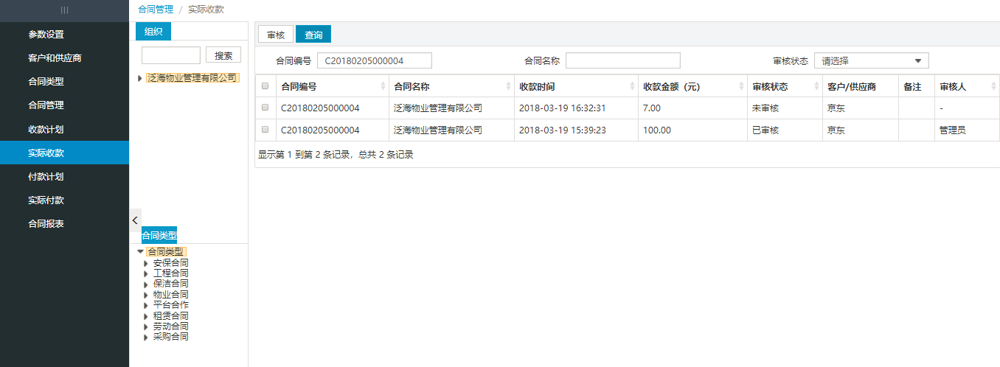 合同管理 / 实际收款
参数设置
客户和供应商
合同类型
合同管理
收款计划
实际收款
付款计划
实际付款
合同报表
组织
搜索
泛海物业管理有限公司
合同类型
合同类型
安保合同
工程合同
保洁合同
物业合同
平台合作
租赁合同
劳动合同
采购合同
审核 查询
合同编号 C20180205000004 合同名称 审核状态 请选择
合同编号 合同名称 收款时间 收款金额（元） 审核状态 客户/供应商 备注 审核人
C20180205000004 泛海物业管理有限公司 2018-03-19 16:32:31 7.00 未审核 京东 -
C20180205000004 泛海物业管理有限公司 2018-03-19 15:39:23 100.00 已审核 京东 管理员
显示第 1 到第 2 条记录，总共 2 条记录